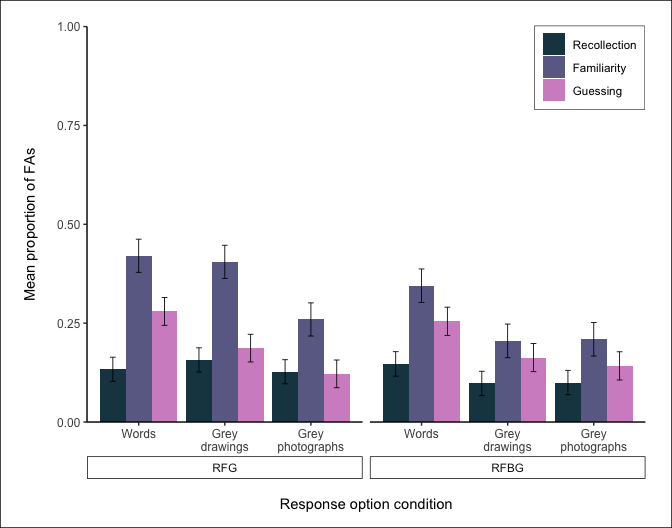 Mean proportion of FAs
1.00
0.75
0.50
0.25
0.00
Recollection
Familiarity
Guessing
Words
Grey
drawings
Grey
photographs
Words
Grey
drawings
Grey
photographs
RFG
RFBG
Response option condition